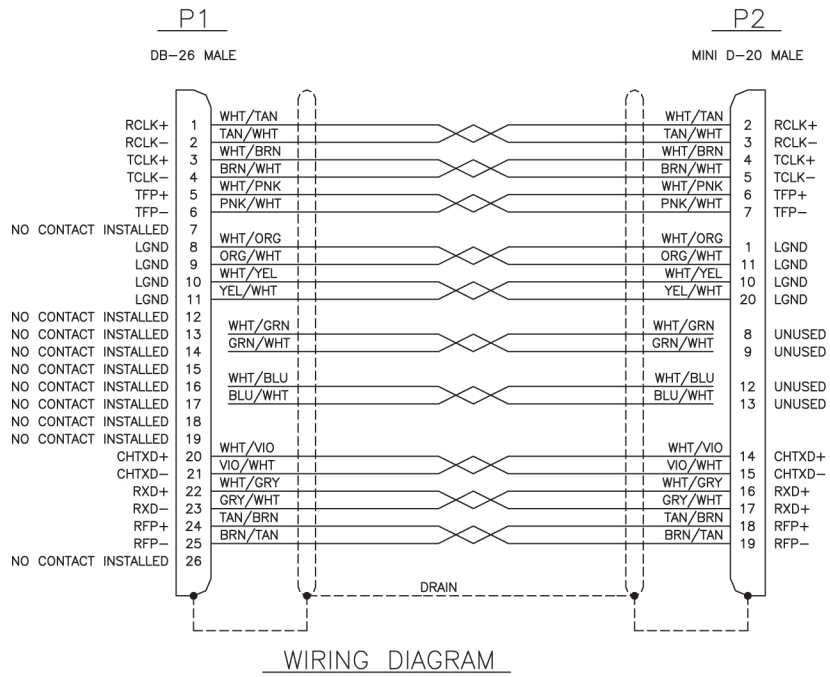 P1 P2
DB-26 MALE MINI D-20 MALE
RCLK+ 1 WHT/TAN WHT/TAN 2 RCLK+
RCLK- 2 TAN/WHT TAN/WHT 3 RCLK-
TCLK+ 3 WHT/BRN WHT/BRN 4 TCLK+
TCLK- 4 BRN/WHT BRN/WHT 5 TCLK-
TFP+ 5 WHT/PNK WHT/PNK 6 TFP+
TFP- 6 PNK/WHT PNK/WHT 7 TFP-
NO CONTACT INSTALLED 7
LGND 8 WHT/ORG WHT/ORG 1 LGND
LGND 9 ORG/WHT ORG/WHT 11 LGND
LGND 10 WHT/YEL WHT/YEL 10 LGND
LGND 11 YEL/WHT YEL/WHT 20 LGND
NO CONTACT INSTALLED 12
NO CONTACT INSTALLED 13 WHT/GRN WHT/GRN 8 UNUSED
NO CONTACT INSTALLED 14 GRN/WHT GRN/WHT 9 UNUSED
NO CONTACT INSTALLED 15
NO CONTACT INSTALLED 16 WHT/BLU WHT/BLU 12 UNUSED
NO CONTACT INSTALLED 17 BLU/WHT BLU/WHT 13 UNUSED
NO CONTACT INSTALLED 18
NO CONTACT INSTALLED 19
CHTXD+ 20 WHT/VIO WHT/VIO 14 CHTXD+
CHTXD- 21 VIO/WHT VIO/WHT 15 CHTXD-
RXD+ 22 WHT/GRY WHT/GRY 16 RXD+
RXD- 23 GRY/WHT GRY/WHT 17 RXD+
RFP+ 24 TAN/BRN TAN/BRN 18 RFP+
RFP- 25 BRN/TAN BRN/TAN 19 RFP-
NO CONTACT INSTALLED 26
DRAIN
WIRING DIAGRAM